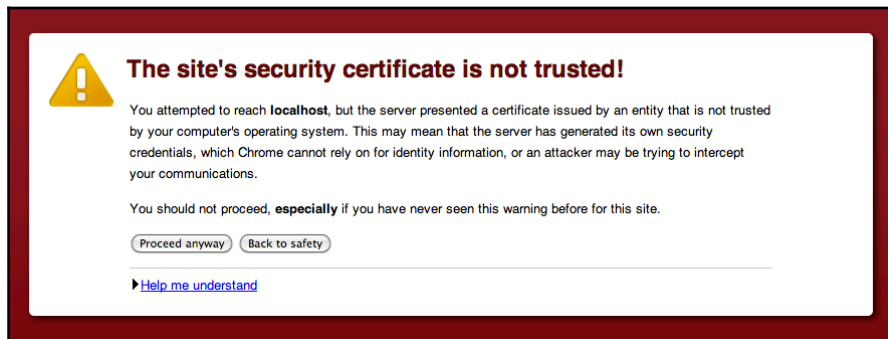 The site's security certificate is not trusted!
You attempted to reach localhost, but the server presented a certificate issued by an entity that is not trusted
by your computer's operating system. This may mean that the server has generated its own security
credentials, which Chrome cannot rely on for identity information, or an attacker may be trying to intercept
your communications.
You should not proceed, especially if you have never seen this warning before for this site.
Proceed anyway Back to safety
Help me understand